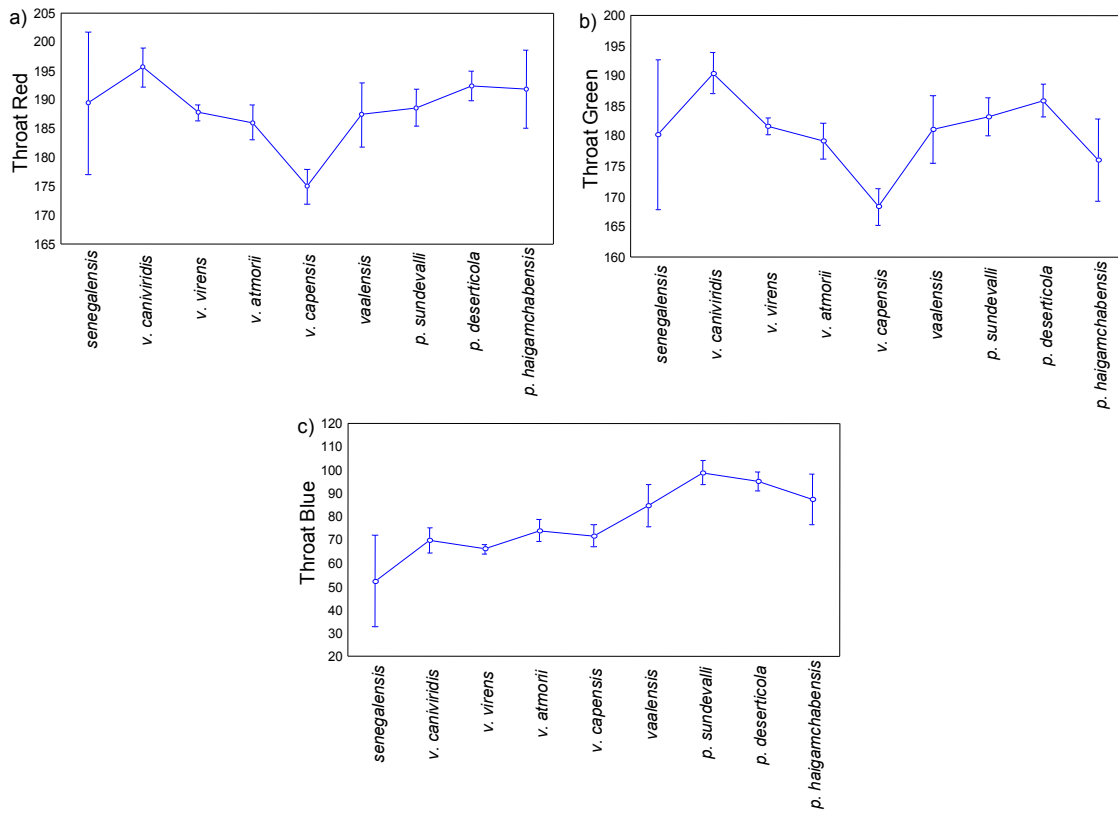 a)
Throat Red
205
200
195
190
185
180
175
170
165
senegalensis
v. caniviridis
v. virens
v. atmorii
v. capensis
vaalensis
p. sundevalli
p. deserticola
p. haigamchabensis
b)
Throat Green
200
195
190
185
180
175
170
165
160
senegalensis
v. caniviridis
v. virens
v. atmorii
v. capensis
vaalensis
p. sundevalli
p. deserticola
p. haigamchabensis
c)
Throat Blue
120
110
100
90
80
70
60
50
40
30
20
senegalensis
v. caniviridis
v. virens
v. atmorii
v. capensis
vaalensis
p. sundevalli
p. deserticola
p. haigamchabensis